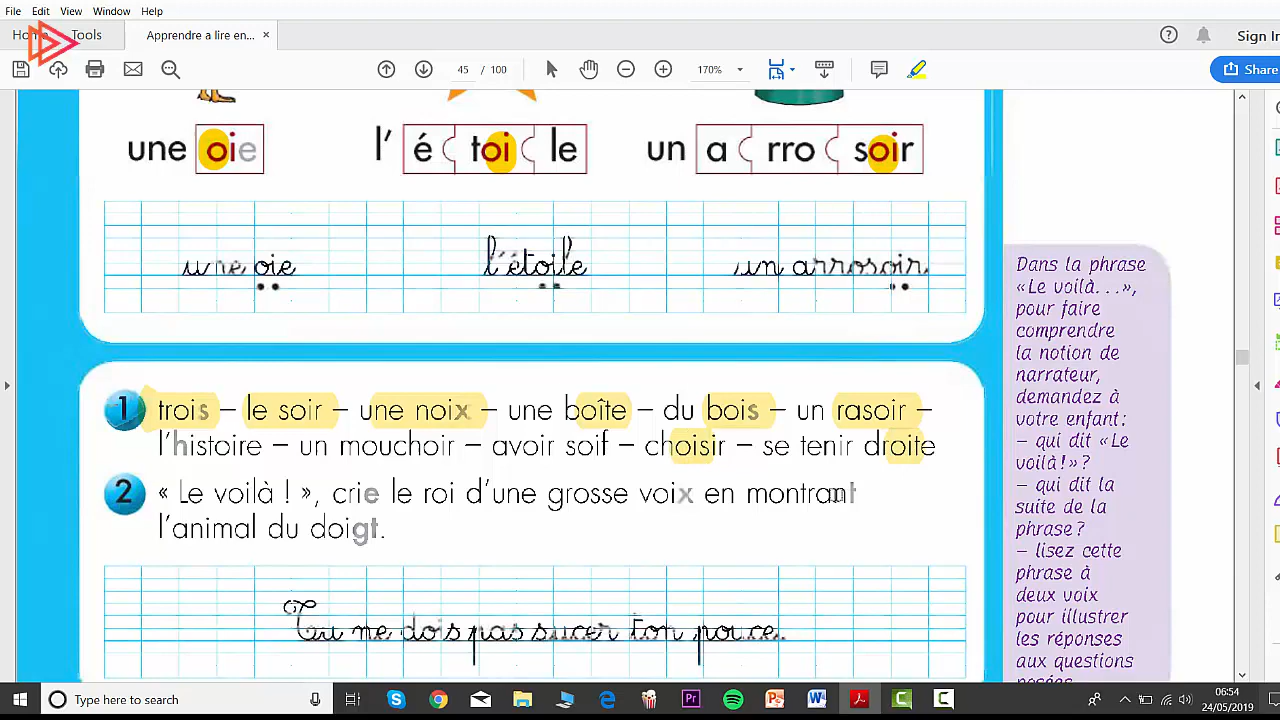 File Edit View Window Help
Home Tools Apprendre a lire en... × Sign In
45 / 100 170% Share
une oie l' é toi le un a rro soir
une oie l'étoile un arrosoir
1 trois – le soir – une noix – une boîte – du bois – un rasoir –
l'histoire – un mouchoir – avoir soif – choisir – se tenir droite
2 « Le voilà ! », crie le roi d'une grosse voix en montrant
l'animal du doigt.
Tu ne dois pas sucer ton pouce.
Dans la phrase
«Le voilà...»,
pour faire
comprendre
la notion de
narrateur,
demandez à
votre enfant:
– qui dit «Le
voilà!»?
– qui dit la
suite de la
phrase?
– lisez cette
phrase à
deux voix
pour illustrer
les réponses
aux questions
Type here to search
06:54
24/05/2019